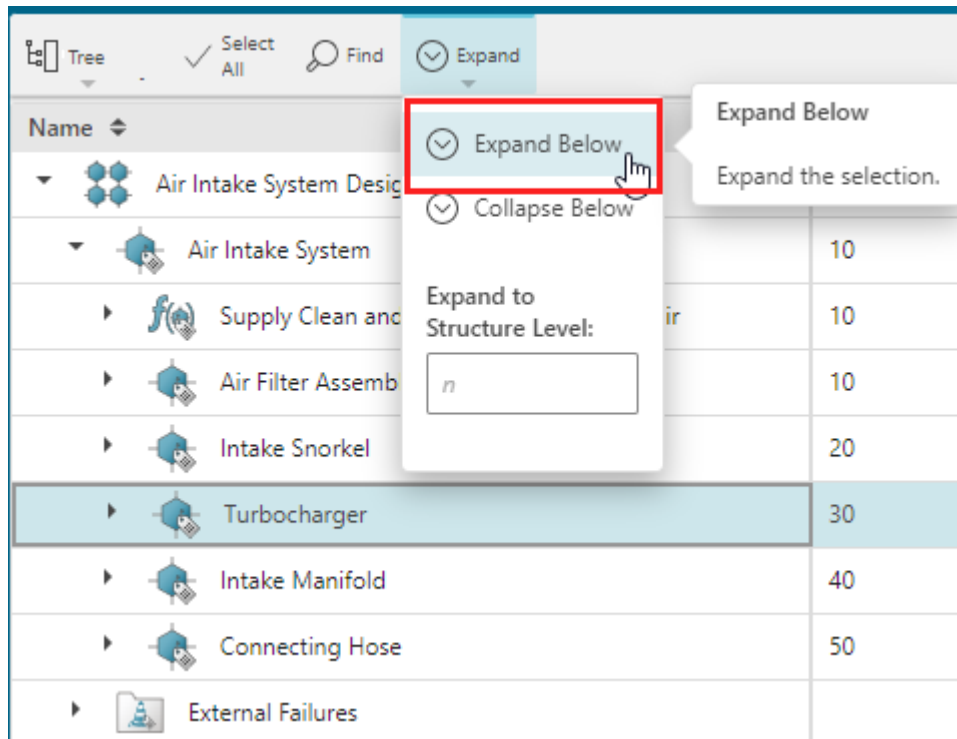 Tree
Select
All
Find
Expand
Name
Expand Below
Expand Below
Expand the selection.
Air Intake System Desig
Collapse Below
Air Intake System
10
Expand to
Structure Level:
Supply Clean and
ir
10
n
Air Filter Assemb
10
Intake Snorkel
20
Turbocharger
30
Intake Manifold
40
Connecting Hose
50
External Failures